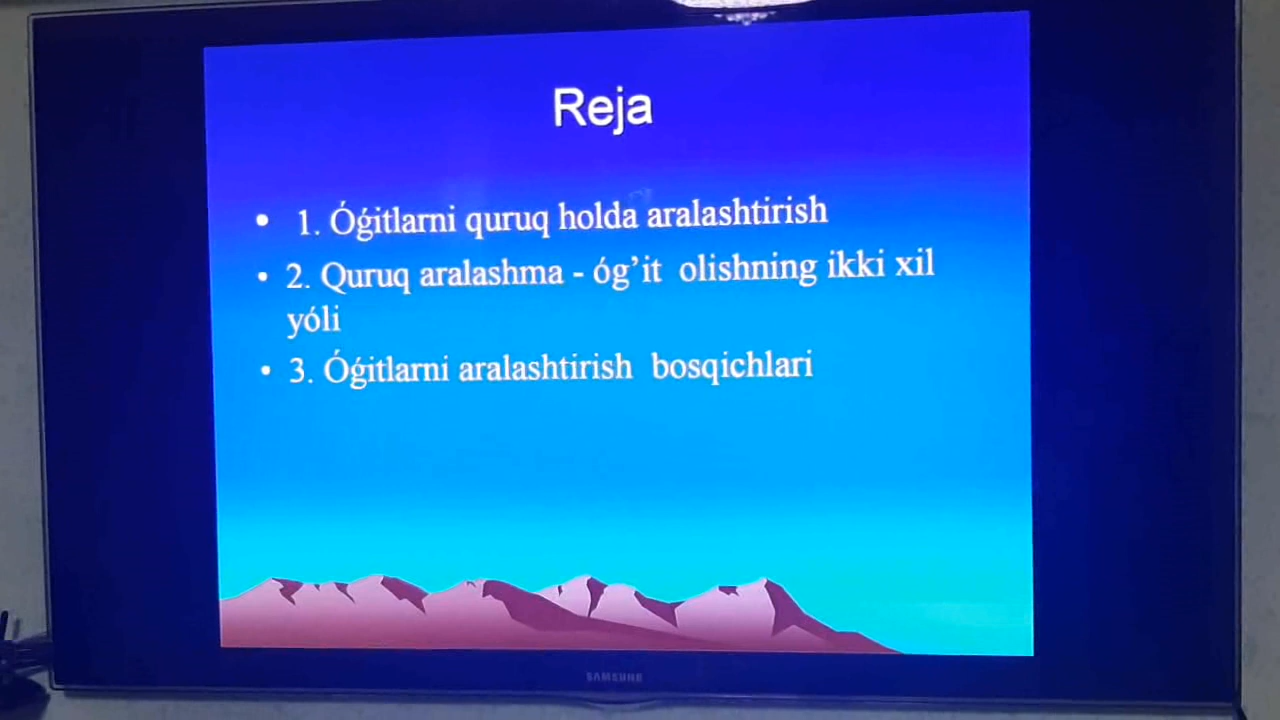 Reja
• 1. Óǵitlarni quruq holda aralashtirish
• 2. Quruq aralashma - óg’it olishning ikki xil
yóli
• 3. Óǵitlarni aralashtirish bosqichlari
SAMSUNG